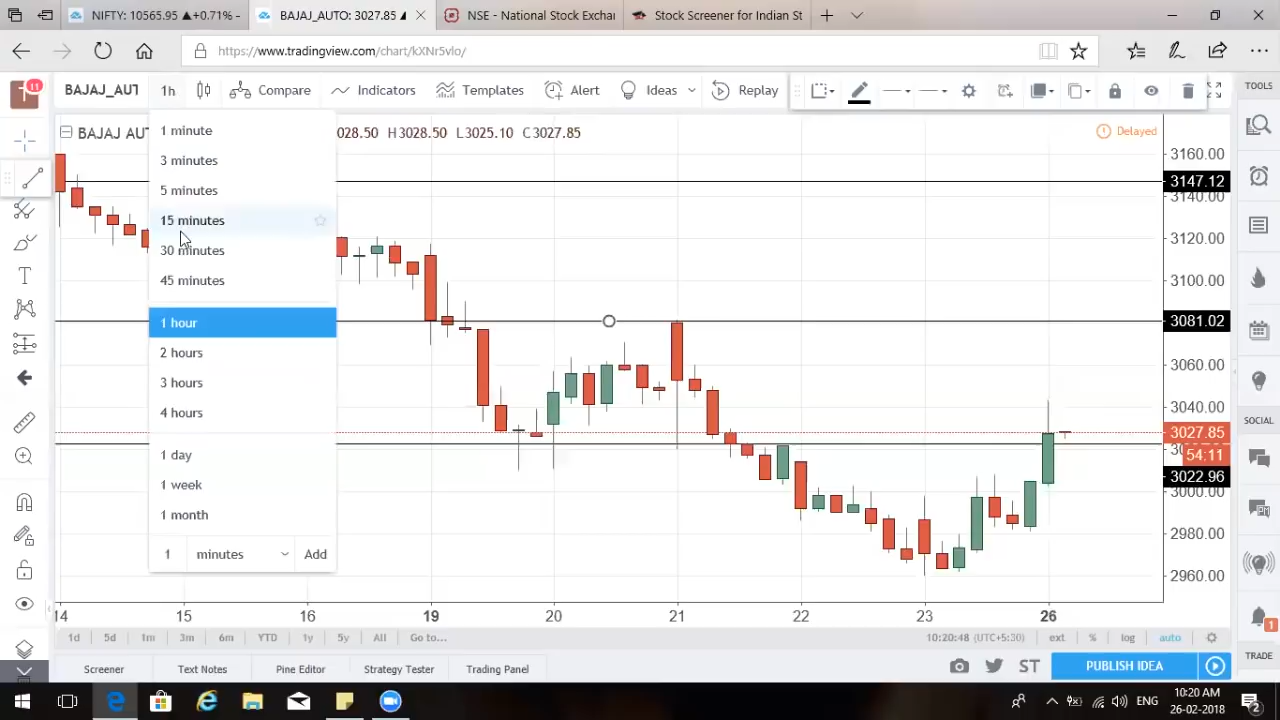 NIFTY: 10565.95 ▲+0.71%
BAJAJ_AUTO: 3027.85 ▲
NSE - National Stock Exchan
Stock Screener for Indian St
https://www.tradingview.com/chart/kXNr5vlo/
11
BAJAJ_AUT
1h
Compare
Indicators
Templates
Alert
Ideas
Replay
TOOLS
BAJAJ AUT
028.50 H3028.50 L3025.10 C3027.85
Delayed
1 minute
3 minutes
5 minutes
15 minutes
30 minutes
45 minutes
1 hour
2 hours
3 hours
4 hours
1 day
1 week
1 month
1 minutes Add
3160.00
3147.12
3140.00
3120.00
3100.00
3081.02
3060.00
3040.00
3027.85
54:11
3022.96
3000.00
2980.00
2960.00
SOCIAL
1
TRADE
14 15 16 19 20 21 22 23 26
1d 5d 1m 3m 6m YTD 1y 5y All Go to...
10:20:48 (UTC+5:30) ext % log auto
Screener
Text Notes
Pine Editor
Strategy Tester
Trading Panel
ST
PUBLISH IDEA
ENG
10:20 AM
26-02-2018
2